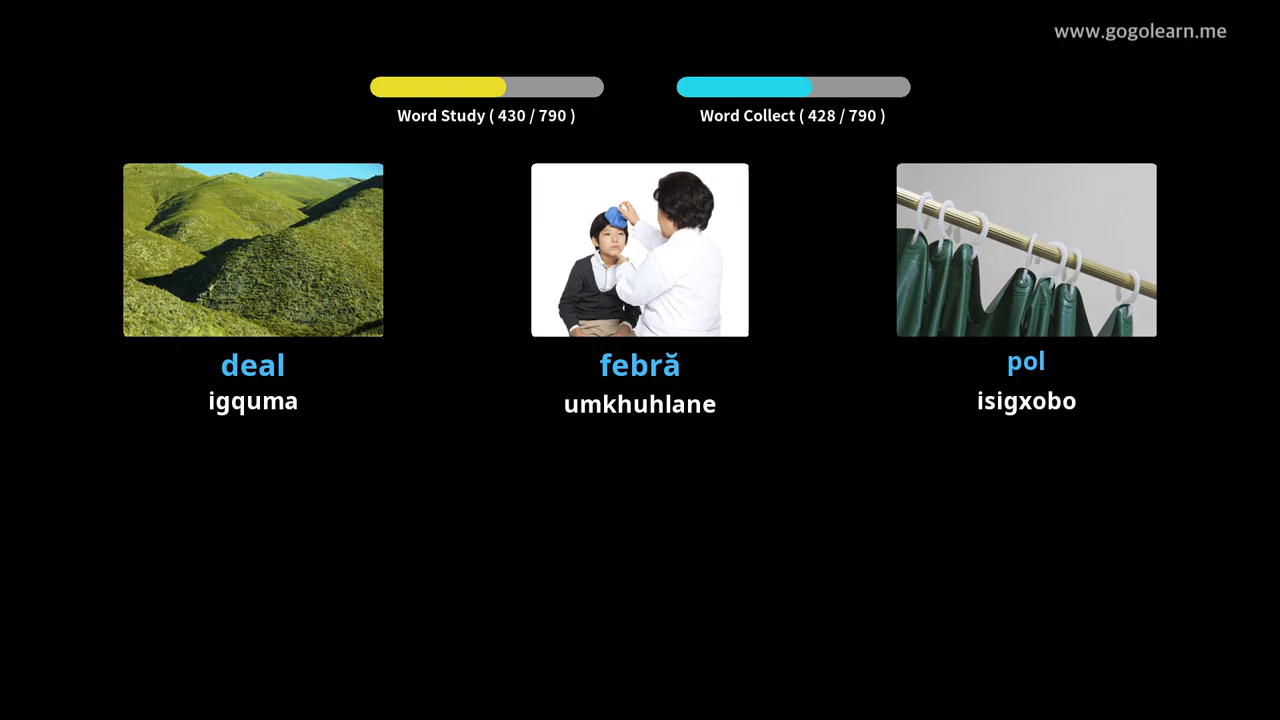 www.gogolearn.me
Word Study ( 430 / 790 )
Word Collect ( 428 / 790 )
deal
igquma
febră
umkhuhlane
pol
isigxobo